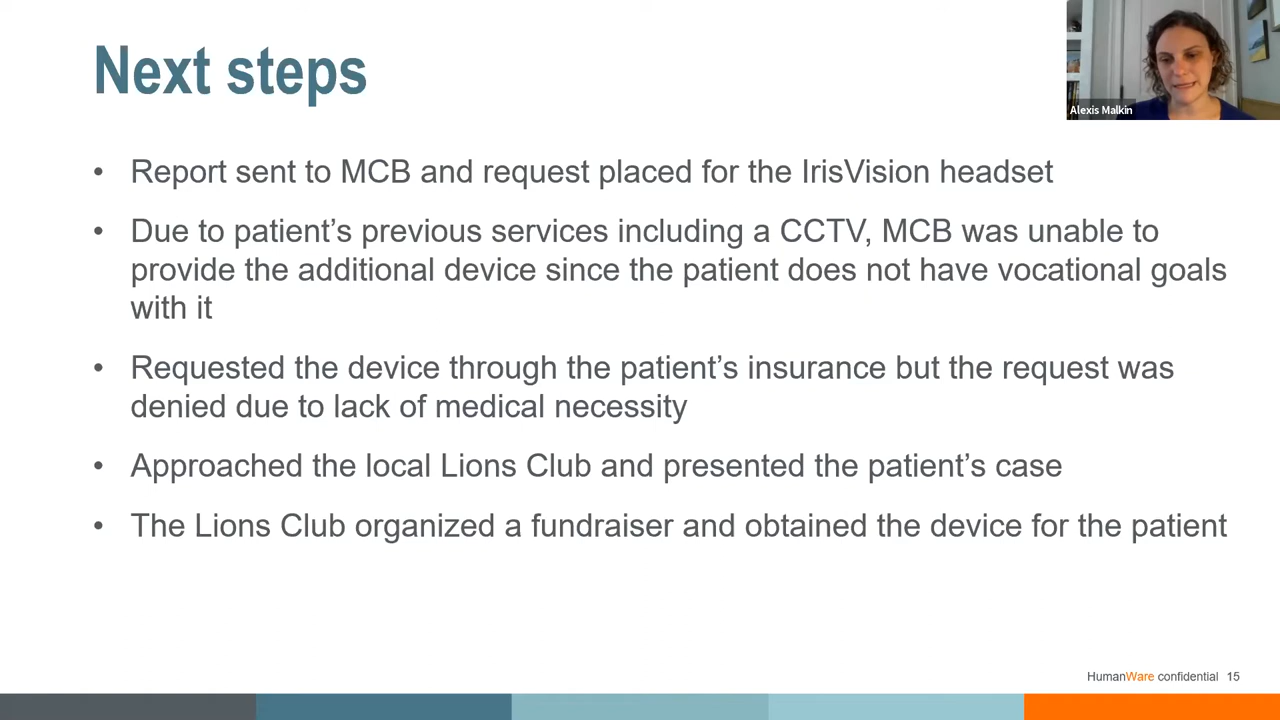 Next steps
Alexis Malkin
• Report sent to MCB and request placed for the IrisVision headset
• Due to patient’s previous services including a CCTV, MCB was unable to
provide the additional device since the patient does not have vocational goals
with it
• Requested the device through the patient’s insurance but the request was
denied due to lack of medical necessity
• Approached the local Lions Club and presented the patient’s case
• The Lions Club organized a fundraiser and obtained the device for the patient
HumanWare confidential 15